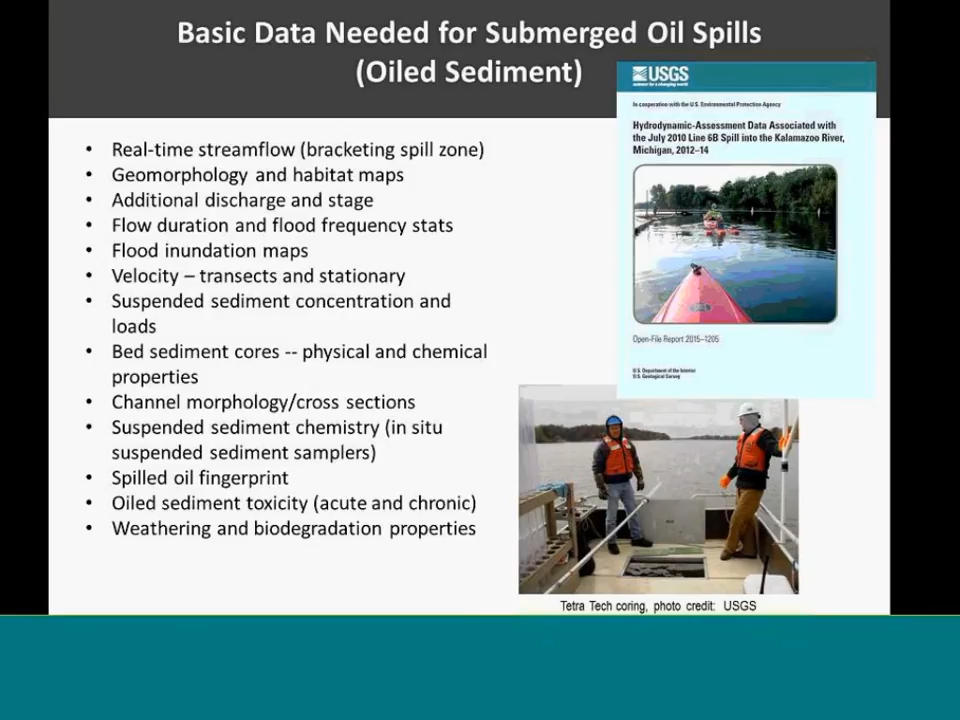 Basic Data Needed for Submerged Oil Spills
(Oiled Sediment)
• Real-time streamflow (bracketing spill zone)
• Geomorphology and habitat maps
• Additional discharge and stage
• Flow duration and flood frequency stats
• Flood inundation maps
• Velocity – transects and stationary
• Suspended sediment concentration and
loads
• Bed sediment cores -- physical and chemical
properties
• Channel morphology/cross sections
• Suspended sediment chemistry (in situ
suspended sediment samplers)
• Spilled oil fingerprint
• Oiled sediment toxicity (acute and chronic)
• Weathering and biodegradation properties
USGS
science for a changing world
In cooperation with the U.S. Environmental Protection Agency
Hydrodynamic-Assessment Data Associated with
the July 2010 Line 6B Spill into the Kalamazoo River,
Michigan, 2012–14
Open-File Report 2015–1205
U.S. Department of the Interior
U.S. Geological Survey
Tetra Tech coring, photo credit: USGS